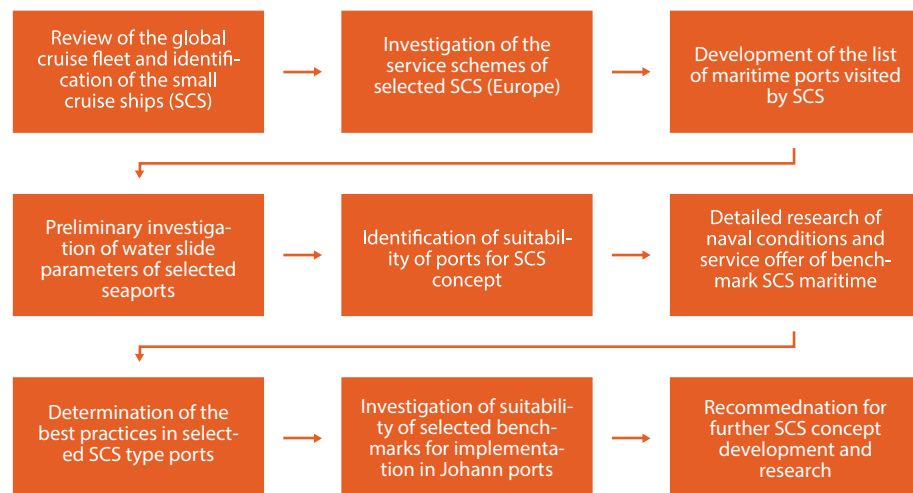 Review of the global
cruise fleet and identifi-
cation of the small
cruise ships (SCS)
Investigation of the
service schemes of
selected SCS (Europe)
Development of the list
of maritime ports visited
by SCS
Preliminary investiga-
tion of water slide
parameters of selected
seaports
Identification of suitabil-
ity of ports for SCS
concept
Detailed research of
naval conditions and
service offer of bench-
mark SCS maritime
Determination of the
best practices in select-
ed SCS type ports
Investigation of suitabili-
ty of selected bench-
marks for implementa-
tion in Johann ports
Recommednation for
further SCS concept
development and
research